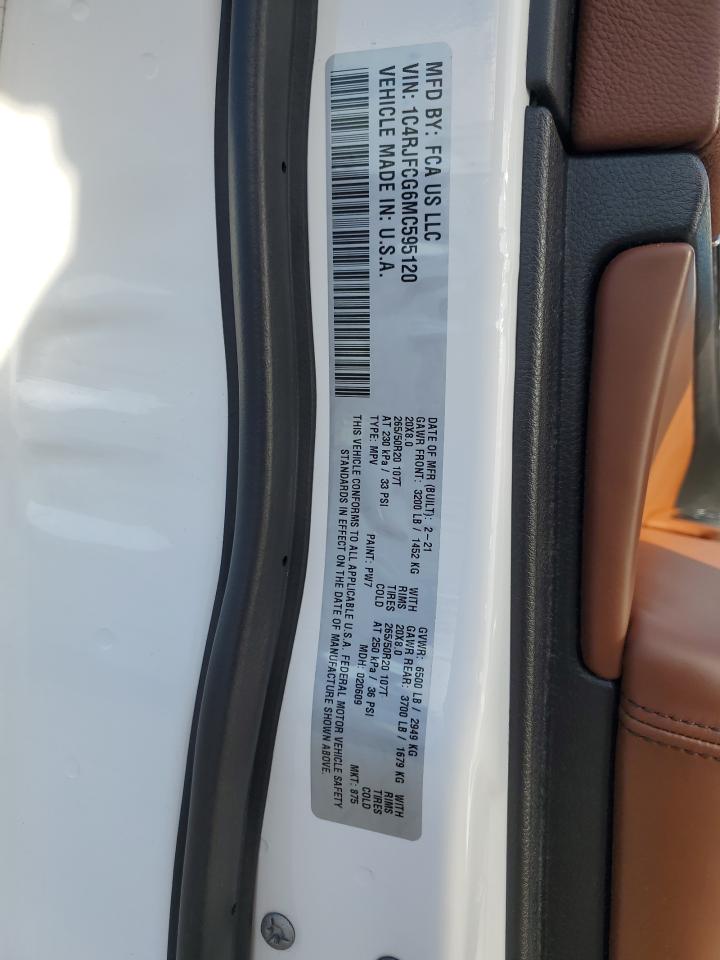 MFD BY: FCA US LLC
VIN: 1C4RJFCG6MC595120
VEHICLE MADE IN: U.S.A.
DATE OF MFR (BUILT): 2-21 GVWR: 6500 LB / 2949 KG
GAWR FRONT: 3200 LB / 1452 KG WITH GAWR REAR: 3700 LB / 1679 KG WITH
20X8.0 RIMS 20X8.0 RIMS
265/50R20 107T TIRES 265/50R20 107T TIRES
AT 230 kPa / 33 PSI COLD AT 250 kPa / 36 PSI COLD
TYPE: MPV PAINT: PW7 MDH: 020609 MKT: 875
THIS VEHICLE CONFORMS TO ALL APPLICABLE U.S.A. FEDERAL MOTOR VEHICLE SAFETY
STANDARDS IN EFFECT ON THE DATE OF MANUFACTURE SHOWN ABOVE.